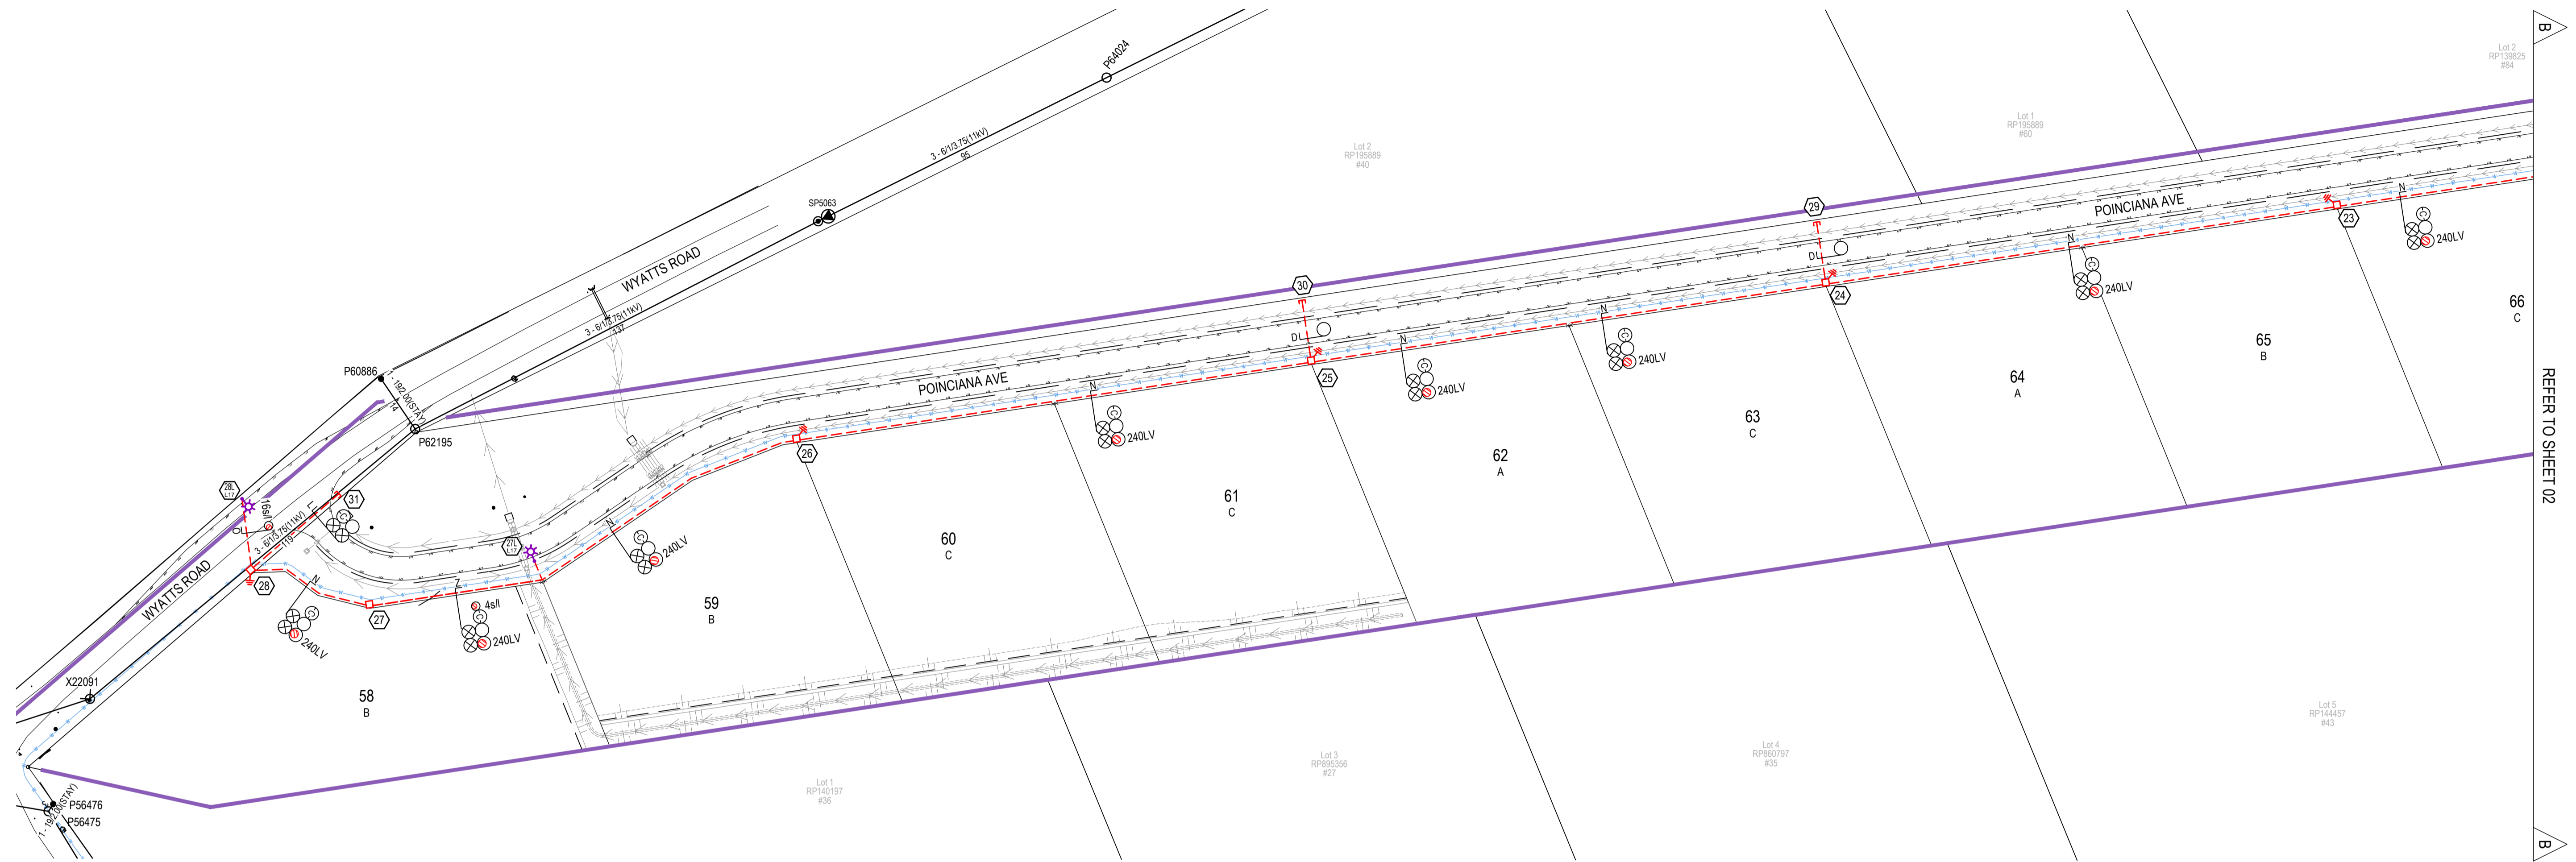 B
Lot 2
RP139825
#84
P64024
3 - 6/1/3.75(11kV)
95
Lot 1
RP195889
#60
Lot 2
RP195889
#40
SP5063
29
POINCIANA AVE
N
23
C
240LV
WYATTS ROAD
DL
N
C
240LV
24
30
66
C
3 - 6/1/3.75(11kV)
137
DL
N
C
240LV
65
B
P60886
1 - 19/2.00(STAY)
14
25
N
C
240LV
64
A
REFER TO SHEET 02
POINCIANA AVE
N
C
240LV
63
C
P62195
26
62
A
28L
L17
16s/l
31
L
C
61
C
DL
3 - 6/1/3.75(11kV)
119
27L
L17
N
C
240LV
60
C
WYATTS ROAD
28
N
C
240LV
27
4s/l
C
240LV
59
B
X22091
58
B
Lot 5
RP144457
#43
Lot 4
RP860797
#35
Lot 3
RP895356
#27
Lot 1
RP140197
#36
1 - 19/2.00(STAY)
P56476
P56475
B